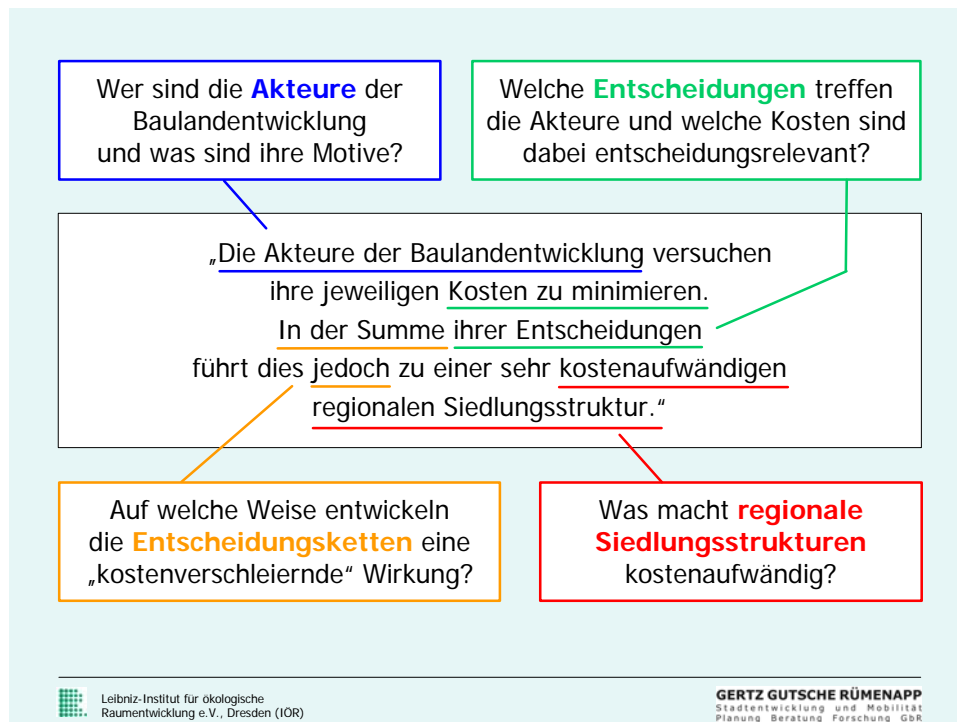 Wer sind die Akteure der
Baulandentwicklung
und was sind ihre Motive?
Welche Entscheidungen treffen
die Akteure und welche Kosten sind
dabei entscheidungsrelevant?
„Die Akteure der Baulandentwicklung versuchen
ihre jeweiligen Kosten zu minimieren.
In der Summe ihrer Entscheidungen
führt dies jedoch zu einer sehr kostenaufwändigen
regionalen Siedlungsstruktur.“
Auf welche Weise entwickeln
die Entscheidungsketten eine
„kostenverschleiernde“ Wirkung?
Was macht regionale
Siedlungsstrukturen
kostenaufwändig?
Leibniz-Institut für ökologische
Raumentwicklung e.V., Dresden (IÖR)
GERTZ GUTSCHE RÜMENAPP
Stadtentwicklung und Mobilität
Planung Beratung Forschung GbR